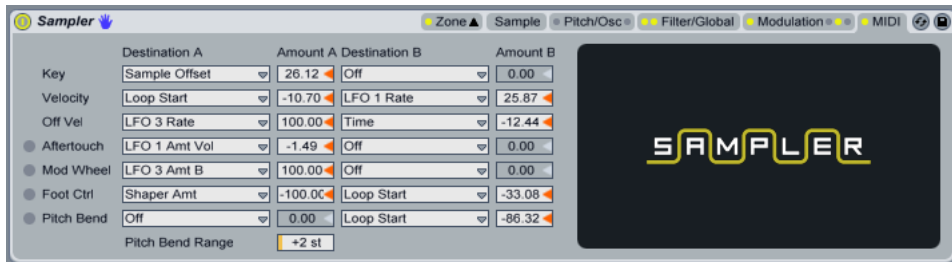 Sampler Zone Sample Pitch/Osc Filter/Global Modulation MIDI
Destination A Amount A Destination B Amount B
Key Sample Offset 26.12 Off 0.00
Velocity Loop Start -10.70 LFO 1 Rate 25.87
Off Vel LFO 3 Rate 100.00 Time -12.44
Aftertouch LFO 1 Amt Vol -1.49 Off 0.00
Mod Wheel LFO 3 Amt B 100.00 Off 0.00
Foot Ctrl Shaper Amt -100.00 Loop Start -33.08
Pitch Bend Off 0.00 Loop Start -86.32
Pitch Bend Range +2 st
SAMPLER